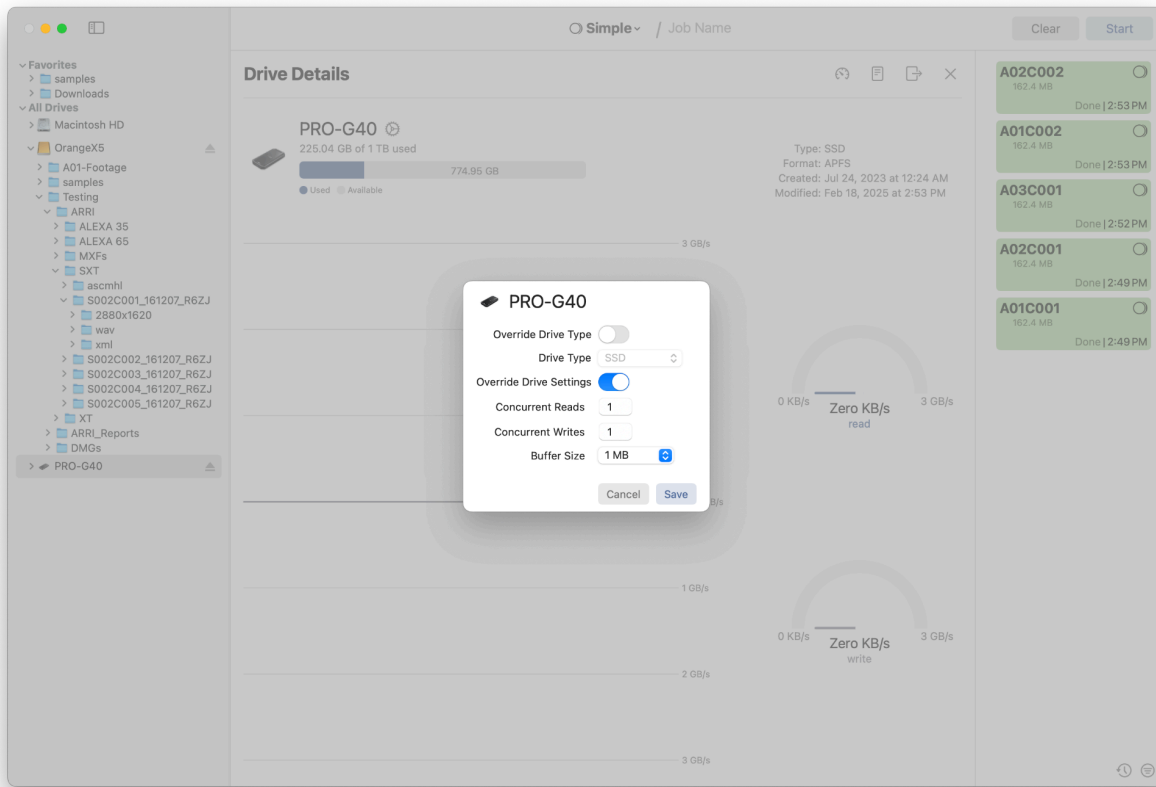 Simple / Job Name
Clear
Start
Favorites
samples
Downloads
All Drives
Macintosh HD
OrangeX5
A01-Footage
samples
Testing
ARRI
ALEXA 35
ALEXA 65
MXFs
SXT
ascmhl
S002C001_161207_R6ZJ
2880x1620
wav
xml
S002C002_161207_R6ZJ
S002C003_161207_R6ZJ
S002C004_161207_R6ZJ
S002C005_161207_R6ZJ
XT
ARRI_Reports
DMGs
PRO-G40
Drive Details
PRO-G40
225.04 GB of 1 TB used
774.95 GB
Used Available
Type: SSD
Format: APFS
Created: Jul 24, 2023 at 12:24 AM
Modified: Feb 18, 2025 at 2:53 PM
3 GB/s
PRO-G40
Override Drive Type
Drive Type SSD
Override Drive Settings
Concurrent Reads 1
Concurrent Writes 1
Buffer Size 1 MB
Cancel Save
B/s
1 GB/s
2 GB/s
3 GB/s
0 KB/s Zero KB/s 3 GB/s
read
0 KB/s Zero KB/s 3 GB/s
write
A02C002
162.4 MB
Done | 2:53 PM
A01C002
162.4 MB
Done | 2:53 PM
A03C001
162.4 MB
Done | 2:52 PM
A02C001
162.4 MB
Done | 2:49 PM
A01C001
162.4 MB
Done | 2:49 PM